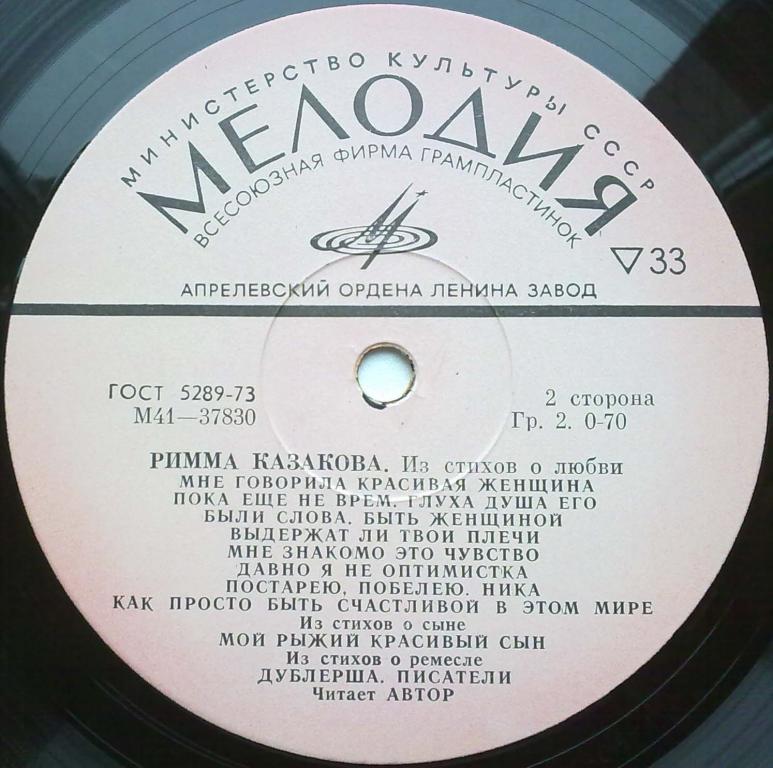 МИНИСТЕРСТВО КУЛЬТУРЫ СССР
МЕЛОДИЯ
ВСЕСОЮЗНАЯ ФИРМА ГРАМПЛАСТИНОК
▽33
АПРЕЛЕВСКИЙ ОРДЕНА ЛЕНИНА ЗАВОД
ГОСТ 5289-73
М41—37830
2 сторона
Гр. 2. 0-70
РИММА КАЗАКОВА. Из стихов о любви
МНЕ ГОВОРИЛА КРАСИВАЯ ЖЕНЩИНА
ПОКА ЕЩЕ НЕ ВРЕМ. ГЛУХА ДУША ЕГО
БЫЛИ СЛОВА. БЫТЬ ЖЕНЩИНОЙ
ВЫДЕРЖАТ ЛИ ТВОИ ПЛЕЧИ
МНЕ ЗНАКОМО ЭТО ЧУВСТВО
ДАВНО Я НЕ ОПТИМИСТКА
ПОСТАРЕЮ, ПОБЕЛЕЮ. НИКА
КАК ПРОСТО БЫТЬ СЧАСТЛИВОЙ В ЭТОМ МИРЕ
Из стихов о сыне
МОЙ РЫЖИЙ КРАСИВЫЙ СЫН
Из стихов о ремесле
ДУБЛЕРША. ПИСАТЕЛИ
Читает АВТОР